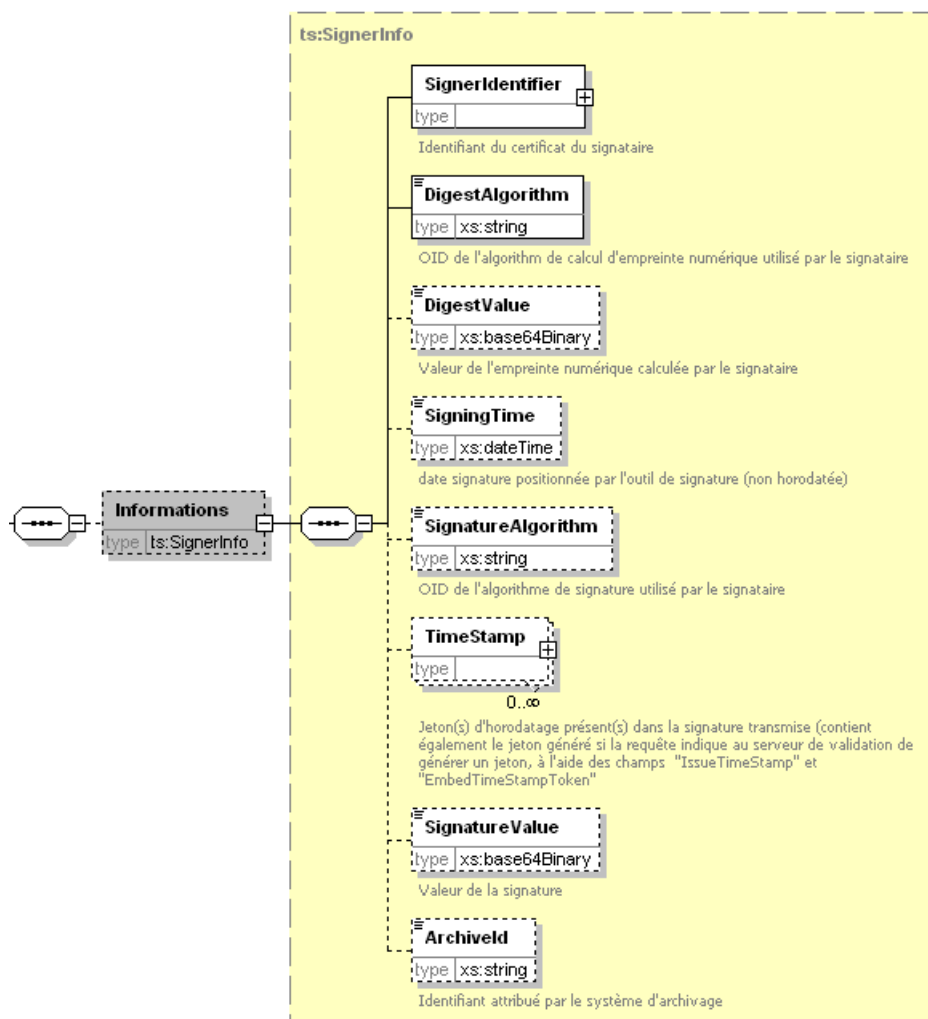 ts:SignerInfo
SignerIdentifier
type
Identifiant du certificat du signataire
DigestAlgorithm
type xs:string
OID de l'algorithm de calcul d'empreinte numérique utilisé par le signataire
DigestValue
type xs:base64Binary
Valeur de l'empreinte numérique calculée par le signataire
SigningTime
type xs:dateTime
date signature positionnée par l'outil de signature (non horodatée)
Informations
type ts:SignerInfo
SignatureAlgorithm
type xs:string
OID de l'algorithme de signature utilisé par le signataire
TimeStamp
type
0..∞
Jeton(s) d'horodatage présent(s) dans la signature transmise (contient
également le jeton généré si la requête indique au serveur de validation de
générer un jeton, à l'aide des champs "IssueTimeStamp" et
"EmbedTimeStampToken"
SignatureValue
type xs:base64Binary
Valeur de la signature
ArchiveId
type xs:string
Identifiant attribué par le système d'archivage